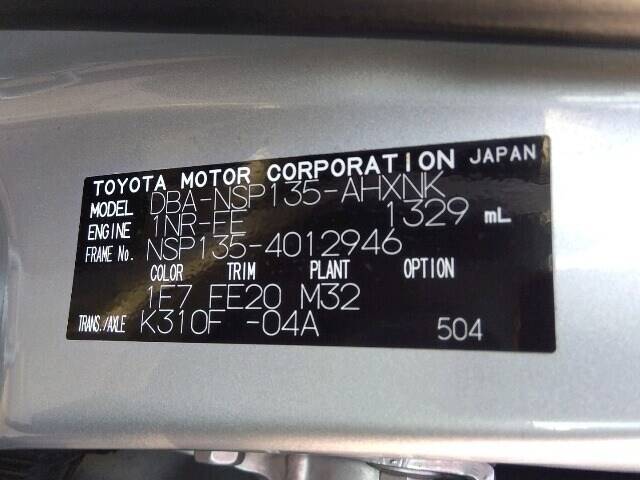 TOYOTA MOTOR CORPORATION JAPAN
MODEL DBA-NSP135-AHXNK
ENGINE 1NR-FE 1329 mL
FRAME No. NSP135-4012946
COLOR TRIM PLANT OPTION
1E7 FE20 M32
TRANS./AXLE K310F -04A 504